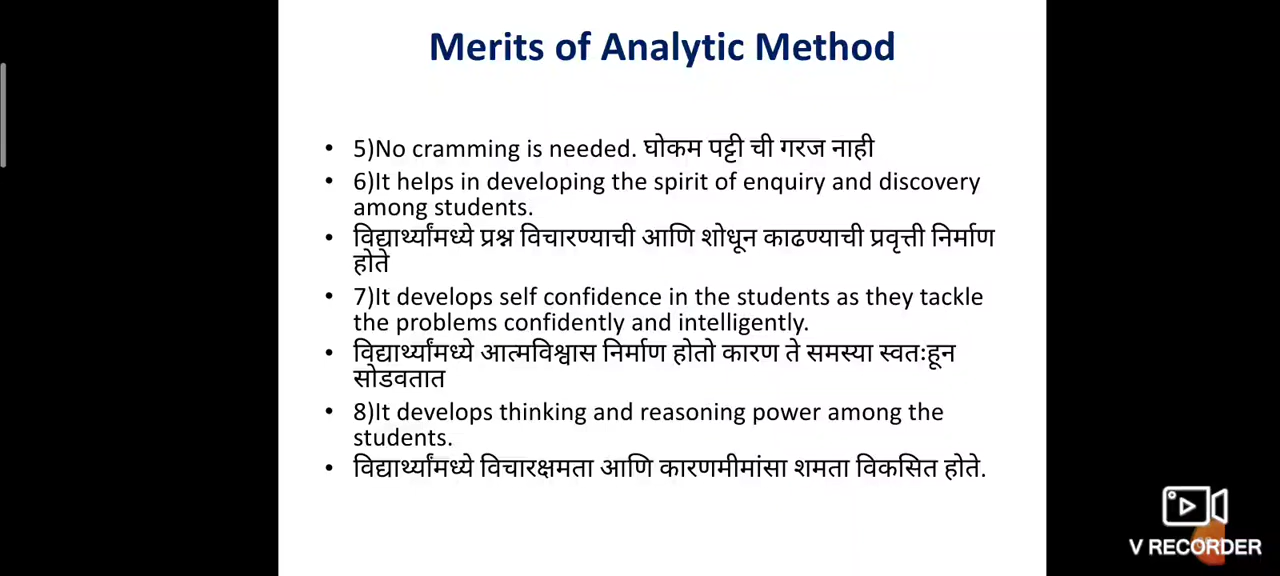 Merits of Analytic Method
• 5)No cramming is needed. घोकम पट्टी ची गरज नाही
• 6)It helps in developing the spirit of enquiry and discovery
among students.
• विद्यार्थ्यांमध्ये प्रश्न विचारण्याची आणि शोधून काढण्याची प्रवृत्ती निर्माण
होते
• 7)It develops self confidence in the students as they tackle
the problems confidently and intelligently.
• विद्यार्थ्यांमध्ये आत्मविश्वास निर्माण होतो कारण ते समस्या स्वतःहून
सोडवतात
• 8)It develops thinking and reasoning power among the
students.
• विद्यार्थ्यांमध्ये विचारक्षमता आणि कारणमीमांसा शमता विकसित होते.
V RECORDER